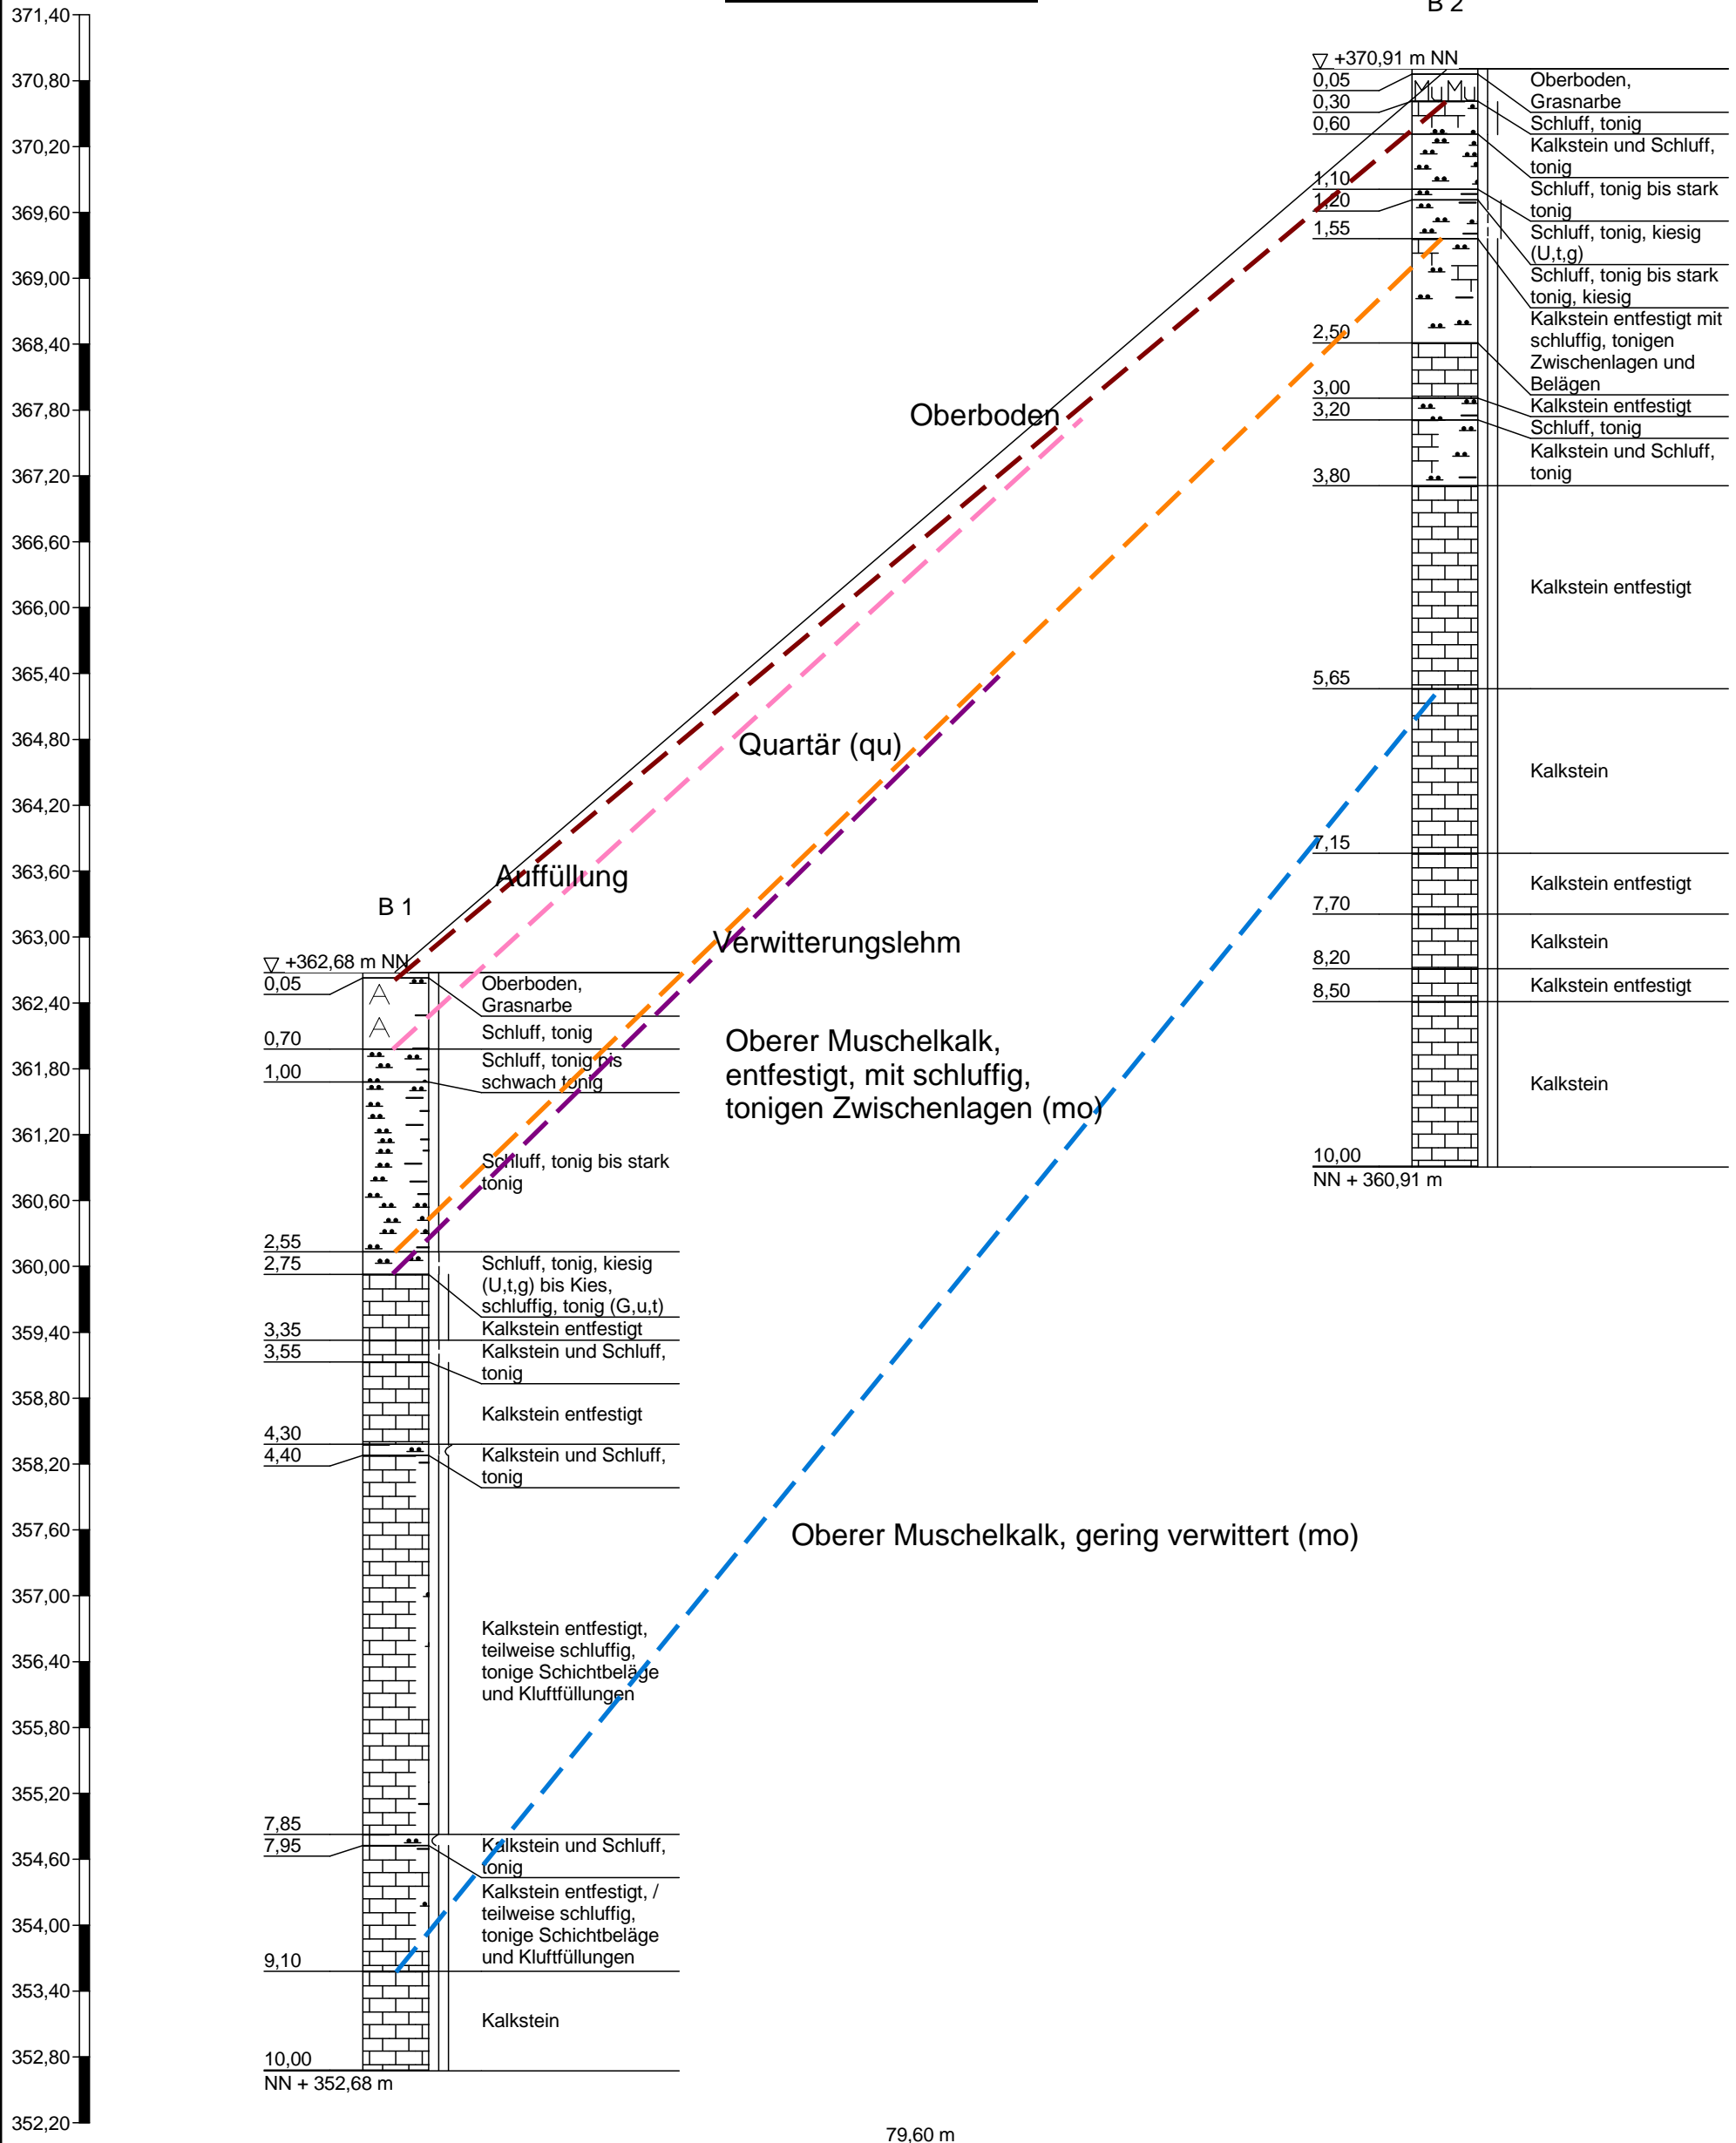 371,40
370,80
370,20
369,60
369,00
368,40
367,80
367,20
366,60
366,00
365,40
364,80
364,20
363,60
363,00
362,40
361,80
361,20
360,60
360,00
359,40
358,80
358,20
357,60
357,00
356,40
355,80
355,20
354,60
354,00
353,40
352,80
352,20
B 1
+362,68 m NN
0,05
0,70
1,00
2,55
2,75
3,35
3,55
4,30
4,40
7,85
7,95
9,10
10,00
NN + 352,68 m
A
A
Oberboden,
Grasnarbe
Schluff, tonig
Schluff, tonig bis
schwach tonig
Schluff, tonig bis stark
tonig
Schluff, tonig, kiesig
(U,t,g) bis Kies,
schluffig, tonig (G,u,t)
Kalkstein entfestigt
Kalkstein und Schluff,
tonig
Kalkstein entfestigt
Kalkstein und Schluff,
tonig
Kalkstein entfestigt,
teilweise schluffig,
tonige Schichtbeläge
und Kluftfüllungen
Kalkstein und Schluff,
tonig
Kalkstein entfestigt, /
teilweise schluffig,
tonige Schichtbeläge
und Kluftfüllungen
Kalkstein
Oberboden
Quartär (qu)
Auffüllung
Verwitterungslehm
Oberer Muschelkalk,
entfestigt, mit schluffig,
tonigen Zwischenlagen (mo)
Oberer Muschelkalk, gering verwittert (mo)
79,60 m
B 2
+370,91 m NN
0,05
0,30
0,60
1,10
1,20
1,55
2,50
3,00
3,20
3,80
5,65
7,15
7,70
8,20
8,50
10,00
NN + 360,91 m
Mu Mu
Oberboden,
Grasnarbe
Schluff, tonig
Kalkstein und Schluff,
tonig
Schluff, tonig bis stark
tonig
Schluff, tonig, kiesig
(U,t,g)
Schluff, tonig bis stark
tonig, kiesig
Kalkstein entfestigt mit
schluffig, tonigen
Zwischenlagen und
Belägen
Kalkstein entfestigt
Schluff, tonig
Kalkstein und Schluff,
tonig
Kalkstein entfestigt
Kalkstein
Kalkstein entfestigt
Kalkstein
Kalkstein entfestigt
Kalkstein